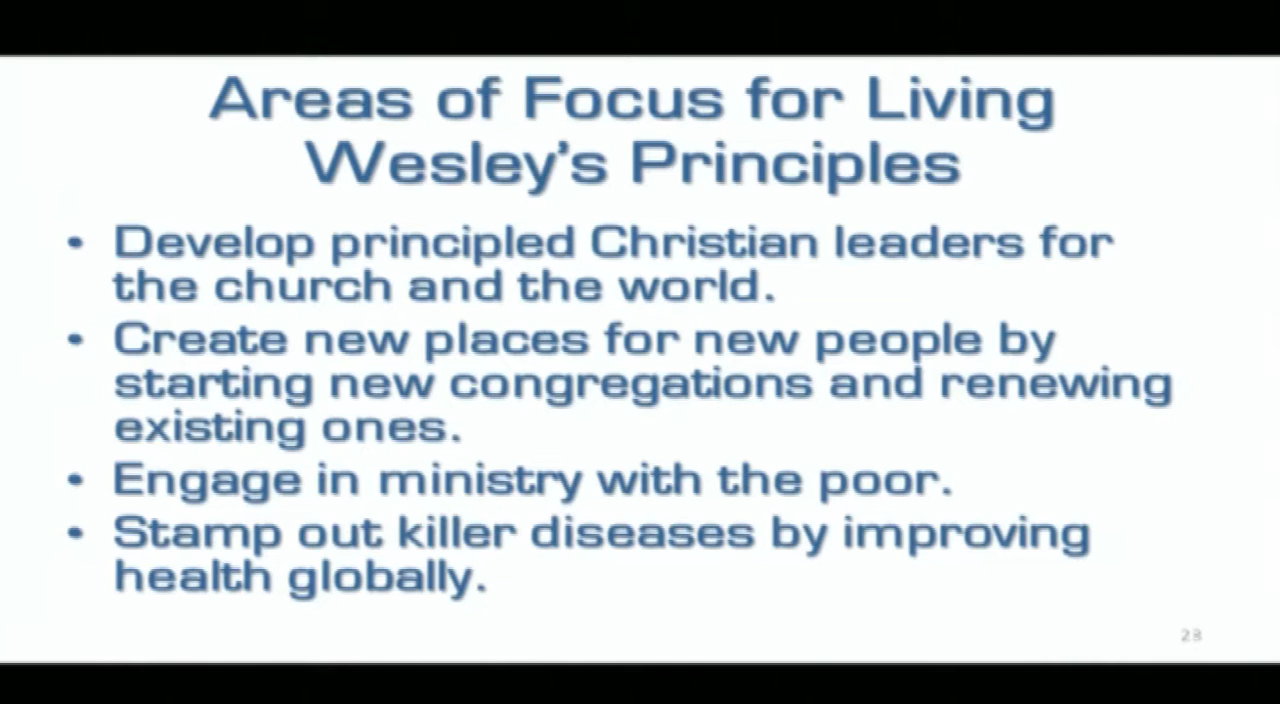 Areas of Focus for Living
Wesley's Principles
• Develop principled Christian leaders for
the church and the world.
• Create new places for new people by
starting new congregations and renewing
existing ones.
• Engage in ministry with the poor.
• Stamp out killer diseases by improving
health globally.
23